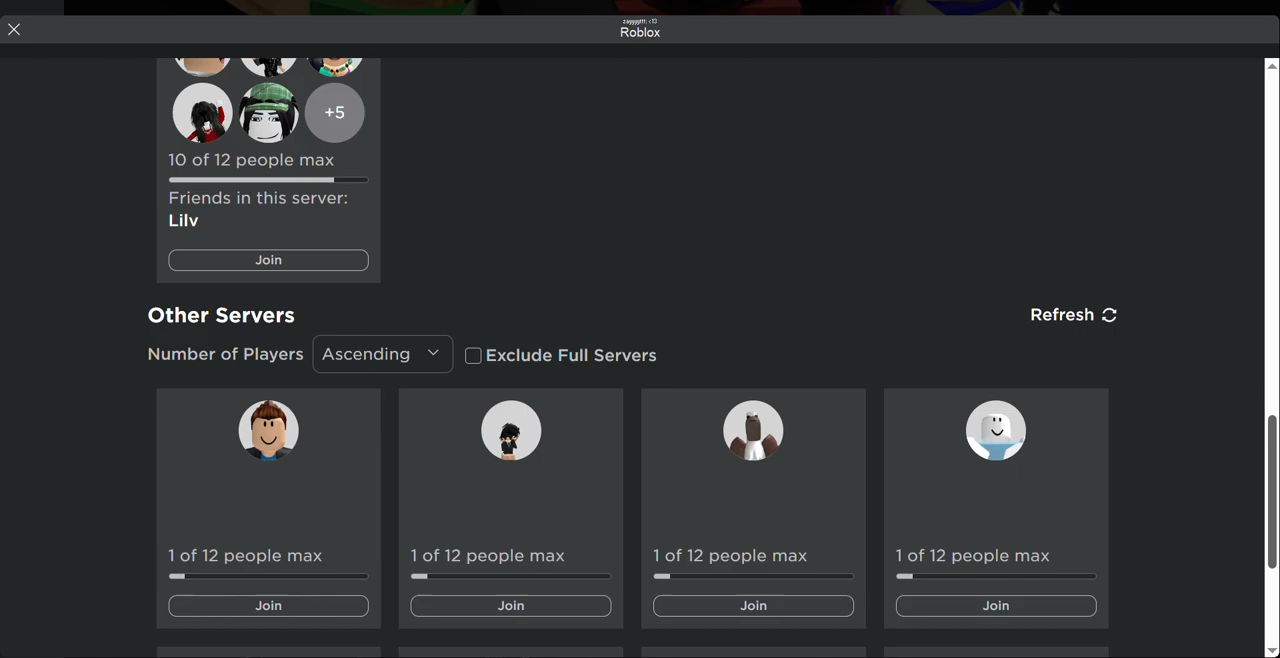 zayyyyttt: <13
Roblox
+5
10 of 12 people max
Friends in this server:
Lilv
Join
Other Servers
Refresh
Number of Players
Ascending
Exclude Full Servers
1 of 12 people max
1 of 12 people max
1 of 12 people max
1 of 12 people max
Join
Join
Join
Join